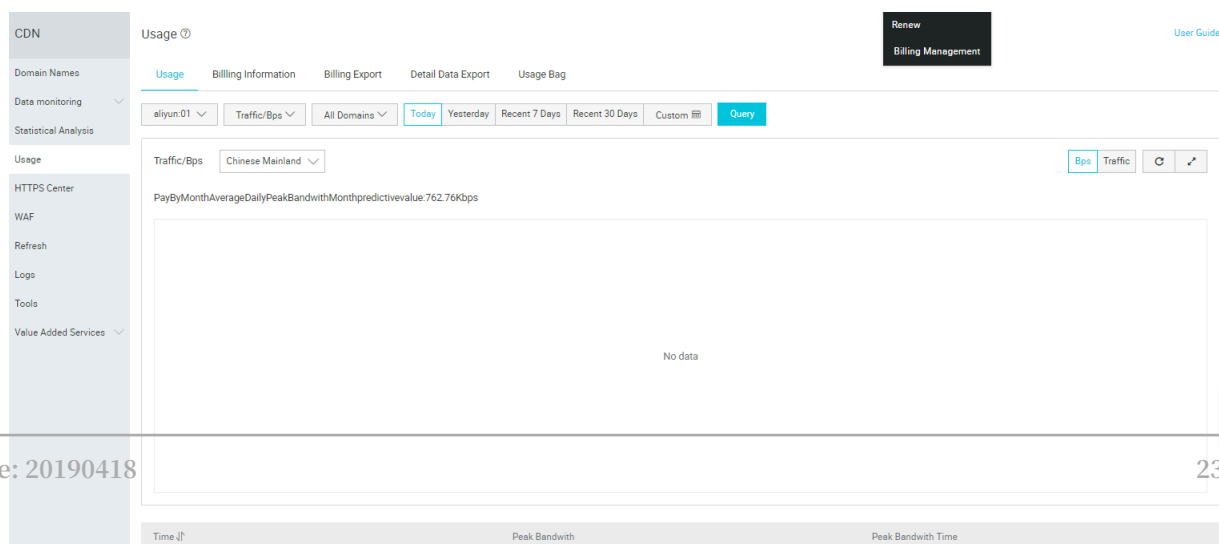 Renew
CDN
Usage
User Guide
Billing Management
Domain Names
Usage
Billling Information
Billing Export
Detail Data Export
Usage Bag
Data monitoring
aliyun:01
Traffic/Bps
All Domains
Today
Yesterday
Recent 7 Days
Recent 30 Days
Custom
Query
Statistical Analysis
Usage
Traffic/Bps
Chinese Mainland
Bps
Traffic
HTTPS Center
PayByMonthAverageDailyPeakBandwithMonthpredictivevalue:762.76Kbps
WAF
Refresh
Logs
Tools
Value Added Services
No data
e: 20190418
23
Time
Peak Bandwith
Peak Bandwith Time